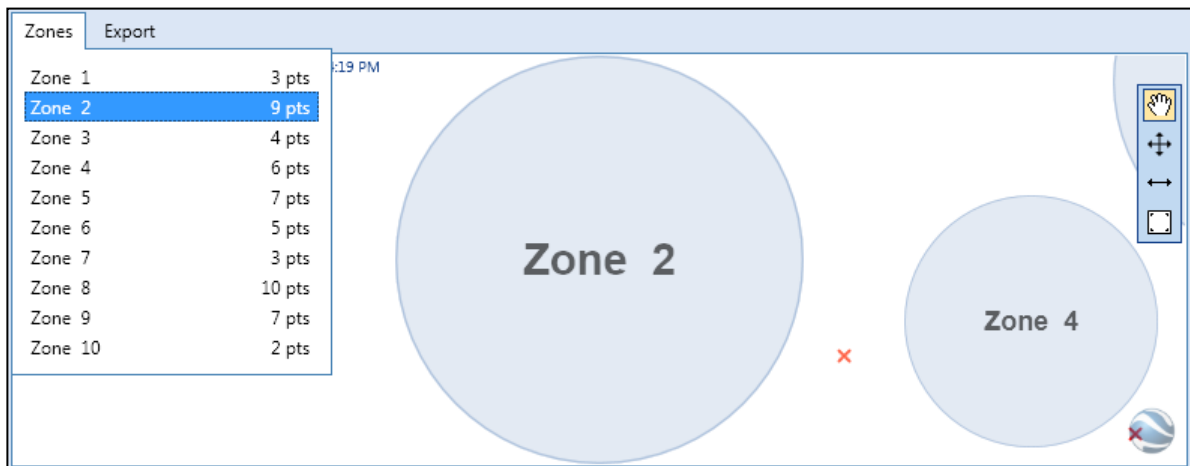 Zones Export
:19 PM
Zone 1 3 pts
Zone 2 9 pts
Zone 3 4 pts
Zone 4 6 pts
Zone 5 7 pts
Zone 6 5 pts
Zone 7 3 pts
Zone 8 10 pts
Zone 9 7 pts
Zone 10 2 pts
Zone 2
Zone 4